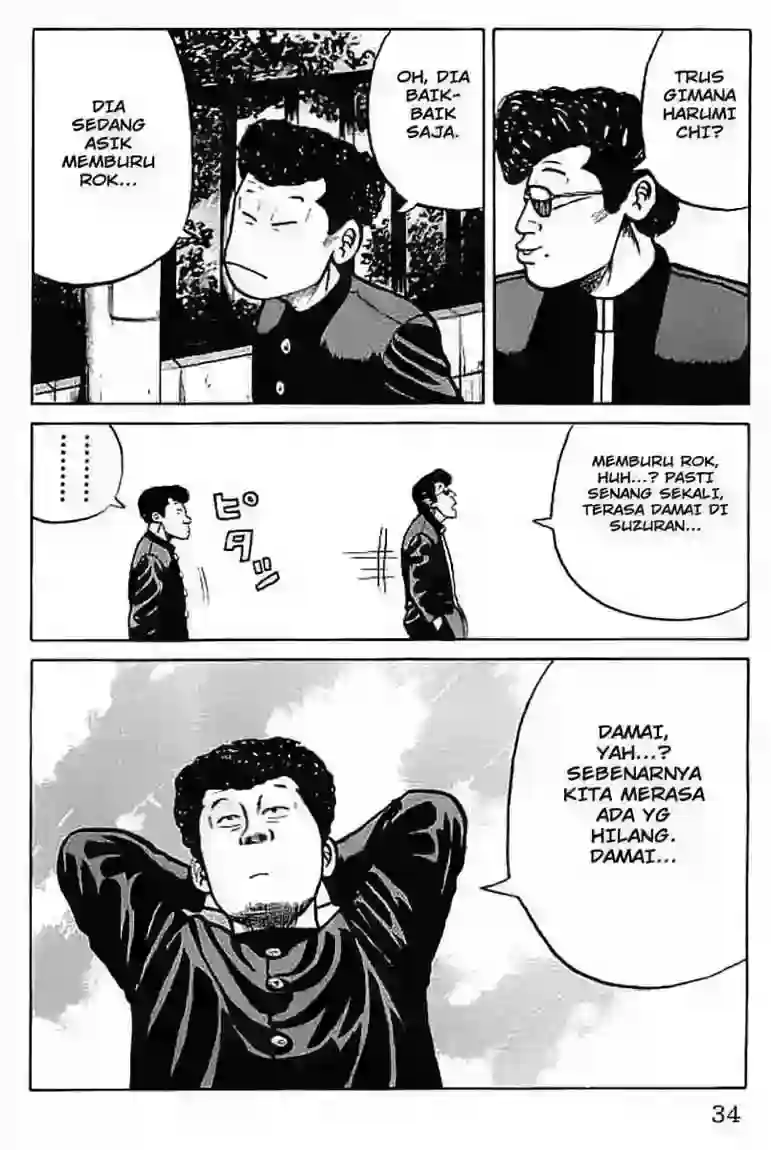 TRUS
GIMANA
HARUMI
CHI?
OH, DIA
BAIK-
BAIK
SAJA.
DIA
SEDANG
ASIK
MEMBURU
ROK...
MEMBURU ROK,
HUH...? PASTI
SENANG SEKALI,
TERASA DAMAI DI
SUZURAN...
ピタッ
........
DAMAI,
YAH...?
SEBENARNYA
KITA MERASA
ADA YG
HILANG.
DAMAI...
34